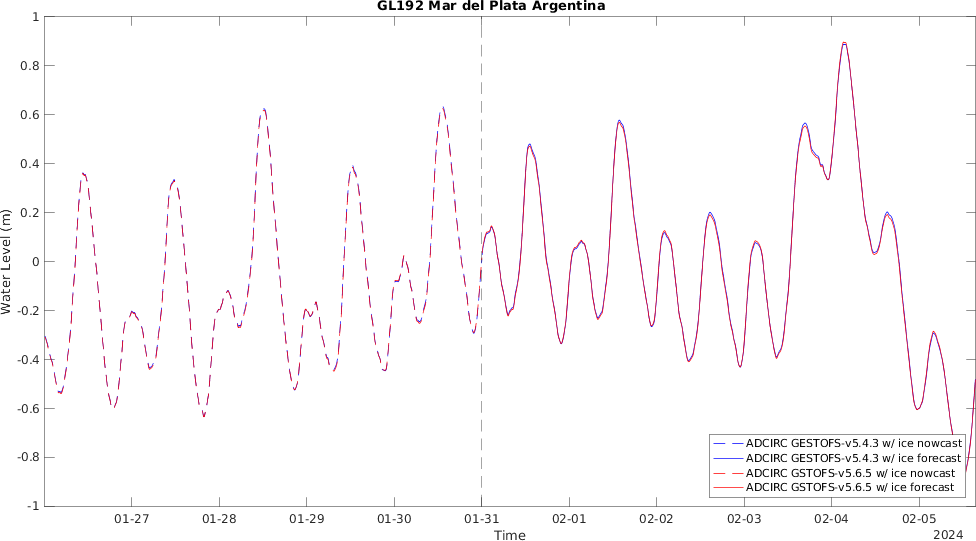 GL192 Mar del Plata Argentina
1
0.8
0.6
0.4
0.2
0
-0.2
-0.4
-0.6
-0.8
-1
Water Level (m)
01-27 01-28 01-29 01-30 01-31 02-01 02-02 02-03 02-04 02-05
Time
2024
ADCIRC GESTOFS-v5.4.3 w/ ice nowcast
ADCIRC GESTOFS-v5.4.3 w/ ice forecast
ADCIRC GSTOFS-v5.6.5 w/ ice nowcast
ADCIRC GSTOFS-v5.6.5 w/ ice forecast